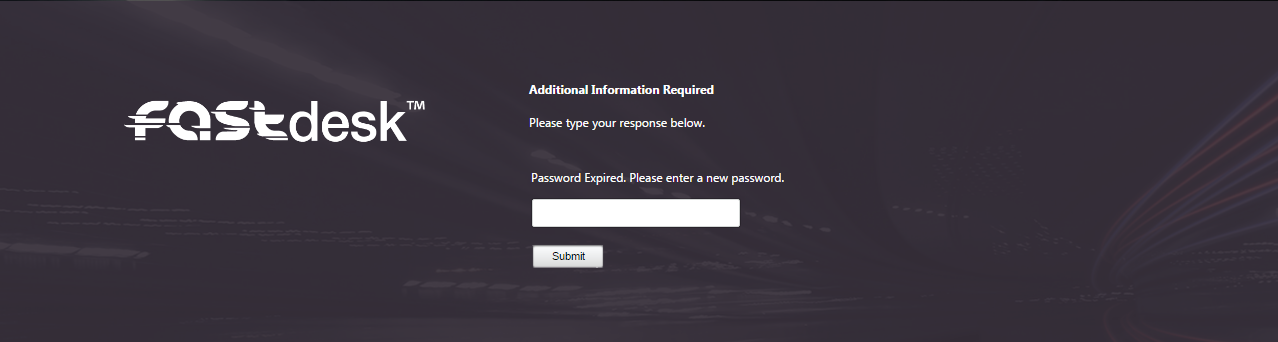 fastdesk™
Additional Information Required
Please type your response below.
Password Expired. Please enter a new password.
Submit